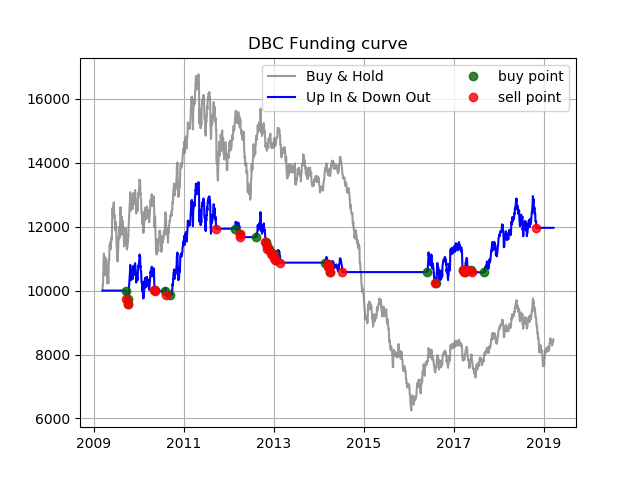 DBC Funding curve
Buy & Hold
Up In & Down Out
buy point
sell point
16000
14000
12000
10000
8000
6000
2009 2011 2013 2015 2017 2019